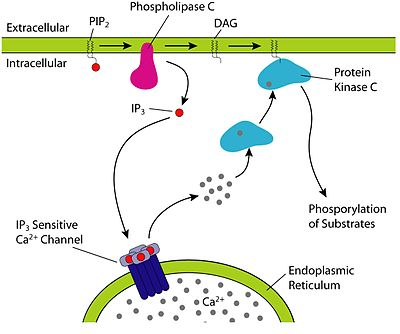 Phospholipase C
Extracellular
PIP2
DAG
Intracellular
Protein
Kinase C
IP3
Phosporylation
of Substrates
IP3 Sensitive
Ca2+ Channel
Endoplasmic
Reticulum
Ca2+